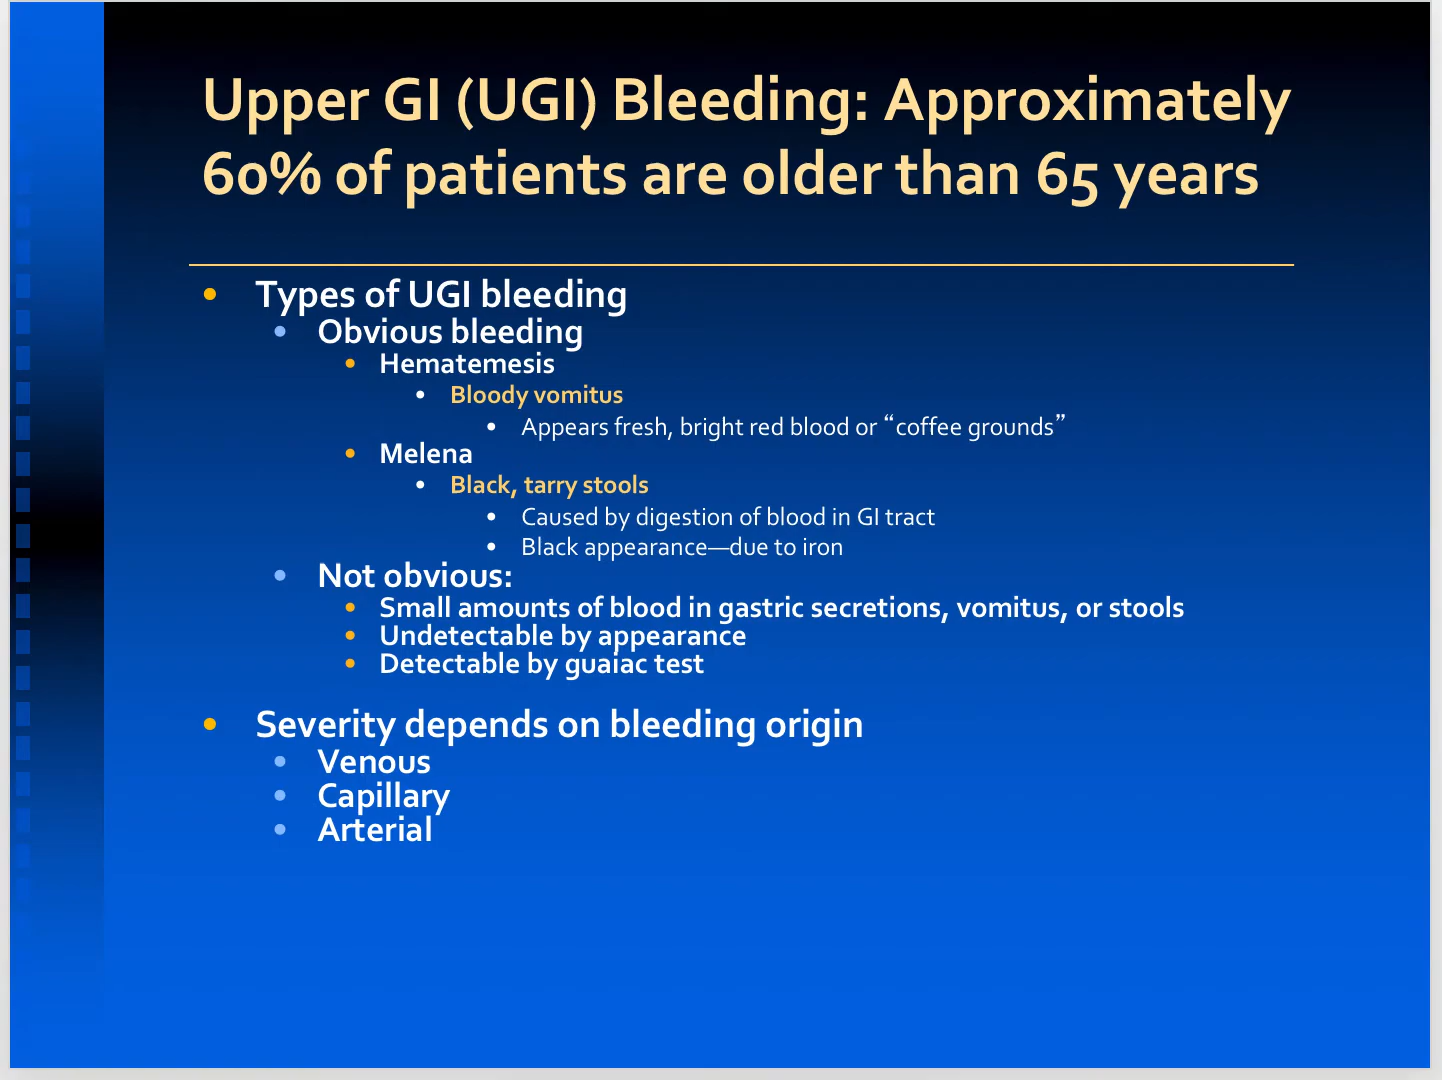 Upper GI (UGI) Bleeding: Approximately
60% of patients are older than 65 years
• Types of UGI bleeding
• Obvious bleeding
• Hematemesis
• Bloody vomitus
• Appears fresh, bright red blood or “coffee grounds”
• Melena
• Black, tarry stools
• Caused by digestion of blood in GI tract
• Black appearance—due to iron
• Not obvious:
• Small amounts of blood in gastric secretions, vomitus, or stools
• Undetectable by appearance
• Detectable by guaiac test
• Severity depends on bleeding origin
• Venous
• Capillary
• Arterial